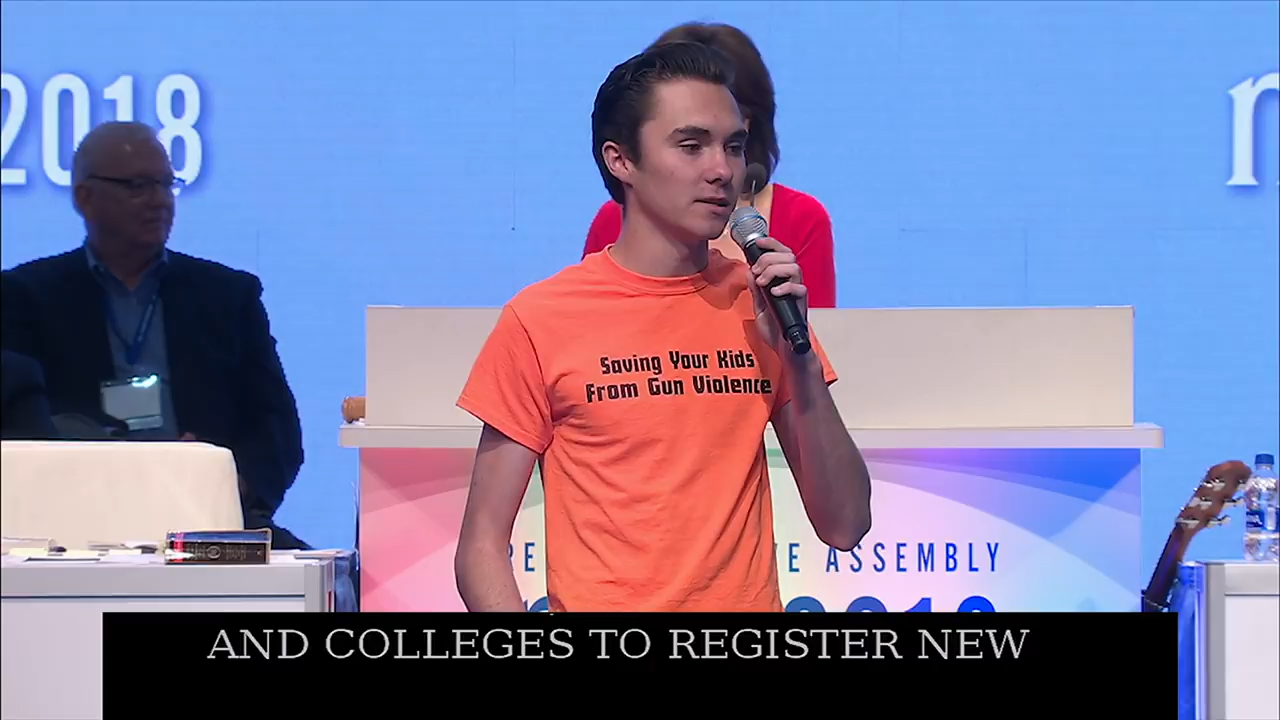 2018
Saving Your Kids
From Gun Violence
ASSEMBLY
AND COLLEGES TO REGISTER NEW